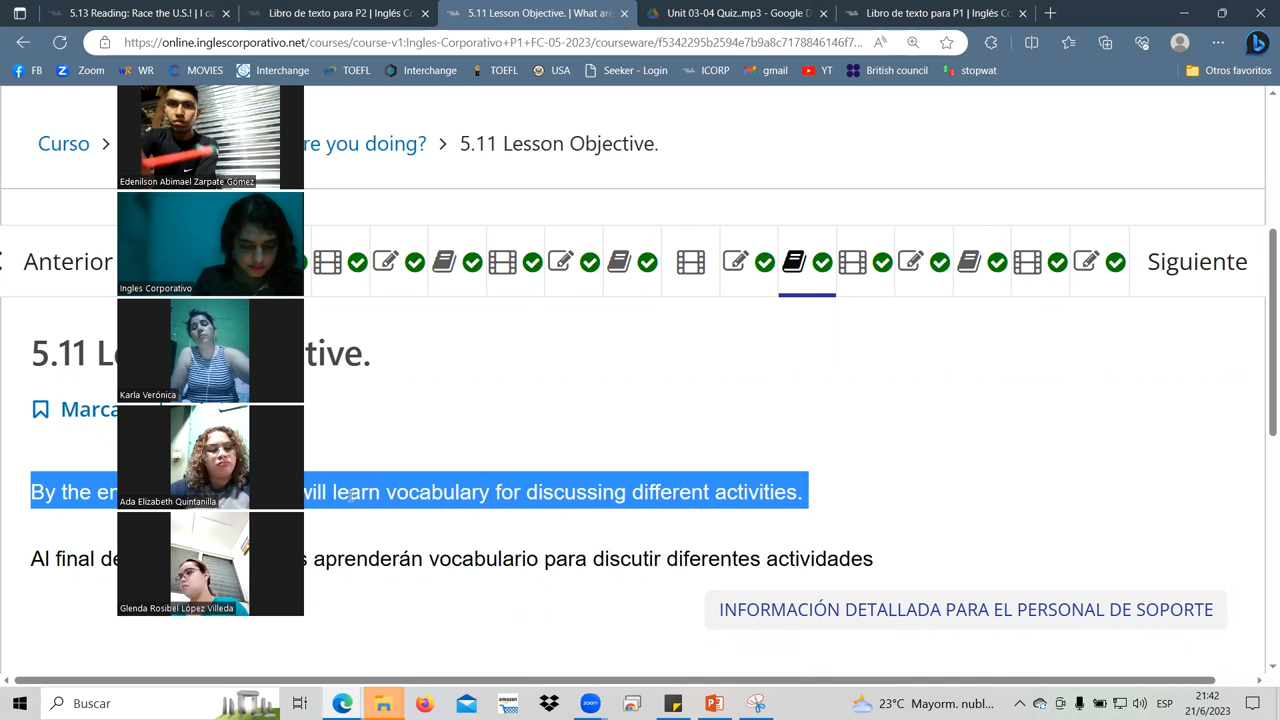 5.13 Reading: Race the U.S.! | I ca
Libro de texto para P2 | Inglés Co
5.11 Lesson Objective. | What are
Unit 03-04 Quiz..mp3 - Google D
Libro de texto para P1 | Inglés Co
https://online.inglescorporativo.net/courses/course-v1:Ingles-Corporativo+P1+FC-05-2023/courseware/f5342295b2594e7b9a8c7178846146f7...
FB
Zoom
WR
MOVIES
Interchange
TOEFL
Interchange
TOEFL
USA
Seeker - Login
ICORP
gmail
YT
British council
stopwat
Otros favoritos
Curso
re you doing?
5.11 Lesson Objective.
Edenilson Abimael Zarpate Gómez
Anterior
Siguiente
Ingles Corporativo
5.11 L
tive.
Karla Verónica
Marca
By the en
will learn vocabulary for discussing different activities.
Ada Elizabeth Quintanilla
Al final de
s aprenderán vocabulario para discutir diferentes actividades
Glenda Rosibel López Villeda
INFORMACIÓN DETALLADA PARA EL PERSONAL DE SOPORTE
Buscar
amazon
zoom
23°C Mayorm. nubl...
ESP
21:42
21/6/2023